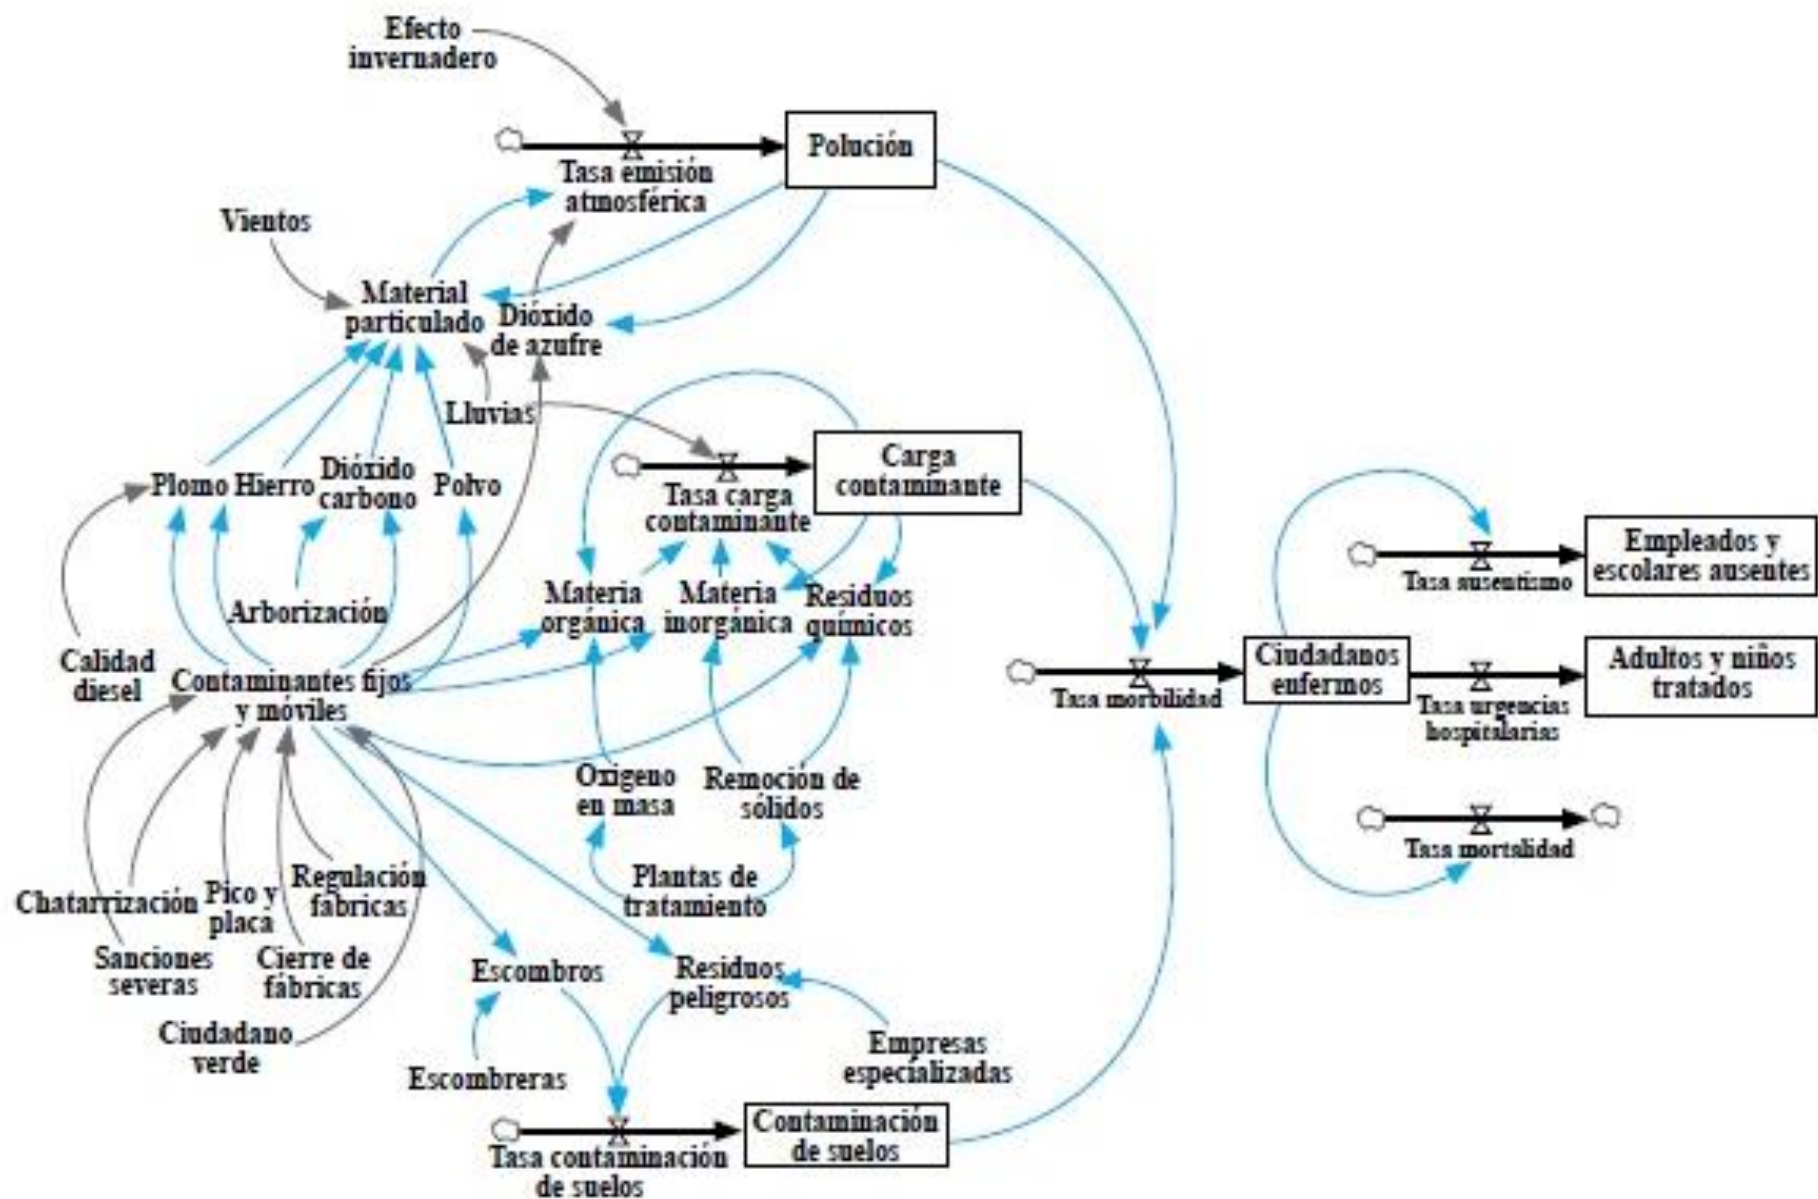 Efecto
invernadero
Polución
Tasa emisión
atmosférica
Vientos
Material
particulado
Dióxido
de azufre
Lluvias
Carga
contaminante
Tasa carga
contaminante
Plomo
Hierro
Dióxido
carbono
Polvo
Arborización
Materia
orgánica
Materia
inorgánica
Residuos
químicos
Calidad
diesel
Contaminantes fijos
y móviles
Empleados y
escolares ausentes
Tasa ausentismo
Ciudadanos
enfermos
Tasa morbilidad
Adultos y niños
tratados
Tasa urgencias
hospitalarias
Tasa mortalidad
Oxigeno
en masa
Remoción de
sólidos
Plantas de
tratamiento
Chatarrización
Pico y
placa
Regulación
fábricas
Sanciones
severas
Cierre de
fábricas
Ciudadano
verde
Escombros
Residuos
peligrosos
Escombreras
Empresas
especializadas
Tasa contaminación
de suelos
Contaminación
de suelos